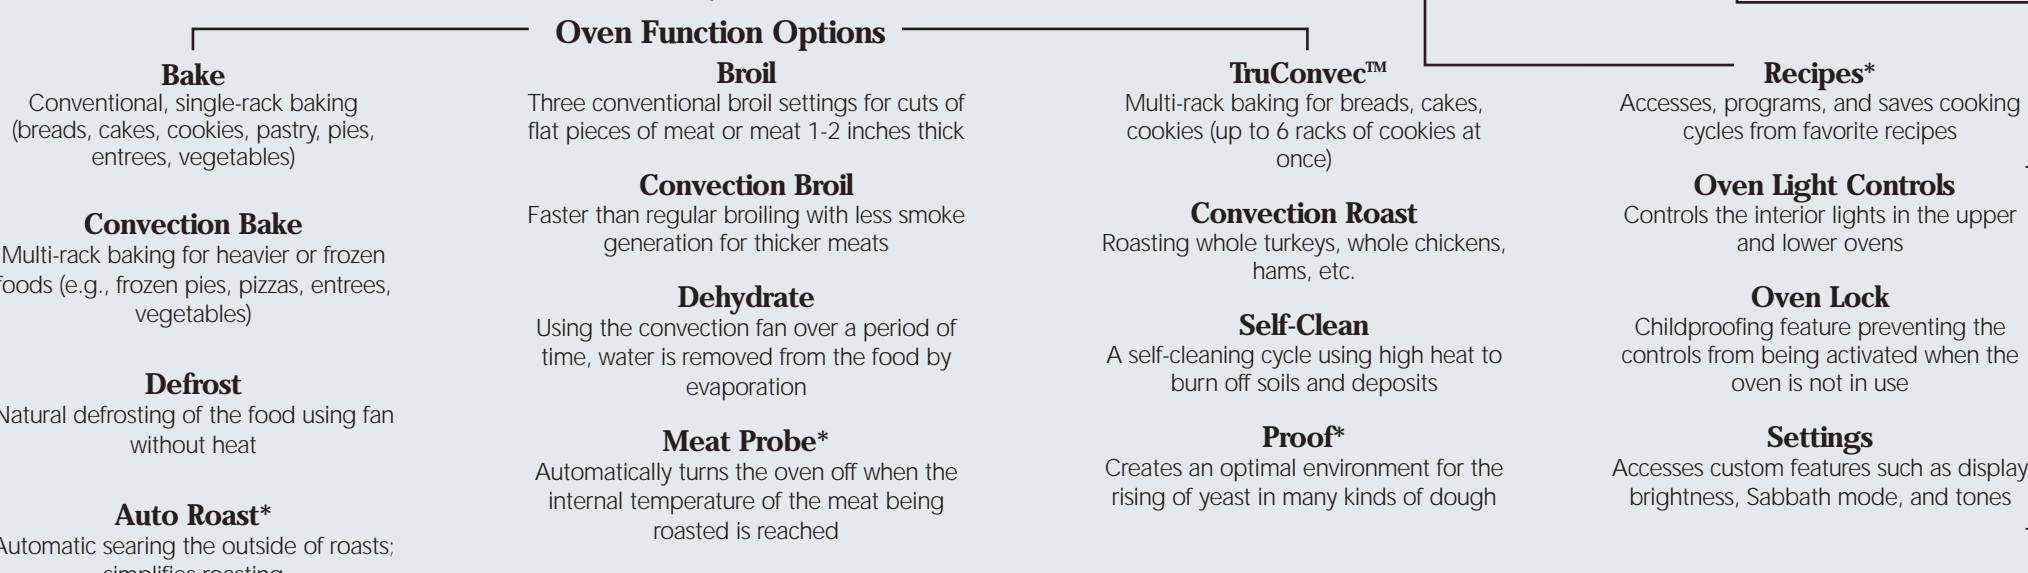 Oven Function Options
Bake
Conventional, single-rack baking
(breads, cakes, cookies, pastry, pies,
entrees, vegetables)
Convection Bake
Multi-rack baking for heavier or frozen
foods (e.g., frozen pies, pizzas, entrees,
vegetables)
Defrost
Natural defrosting of the food using fan
without heat
Auto Roast*
Automatic searing the outside of roasts;
simplifies roasting
Broil
Three conventional broil settings for cuts of
flat pieces of meat or meat 1-2 inches thick
Convection Broil
Faster than regular broiling with less smoke
generation for thicker meats
Dehydrate
Using the convection fan over a period of
time, water is removed from the food by
evaporation
Meat Probe*
Automatically turns the oven off when the
internal temperature of the meat being
roasted is reached
TruConvec™
Multi-rack baking for breads, cakes,
cookies (up to 6 racks of cookies at
once)
Convection Roast
Roasting whole turkeys, whole chickens,
hams, etc.
Self-Clean
A self-cleaning cycle using high heat to
burn off soils and deposits
Proof*
Creates an optimal environment for the
rising of yeast in many kinds of dough
Recipes*
Accesses, programs, and saves cooking
cycles from favorite recipes
Oven Light Controls
Controls the interior lights in the upper
and lower ovens
Oven Lock
Childproofing feature preventing the
controls from being activated when the
oven is not in use
Settings
Accesses custom features such as display
brightness, Sabbath mode, and tones